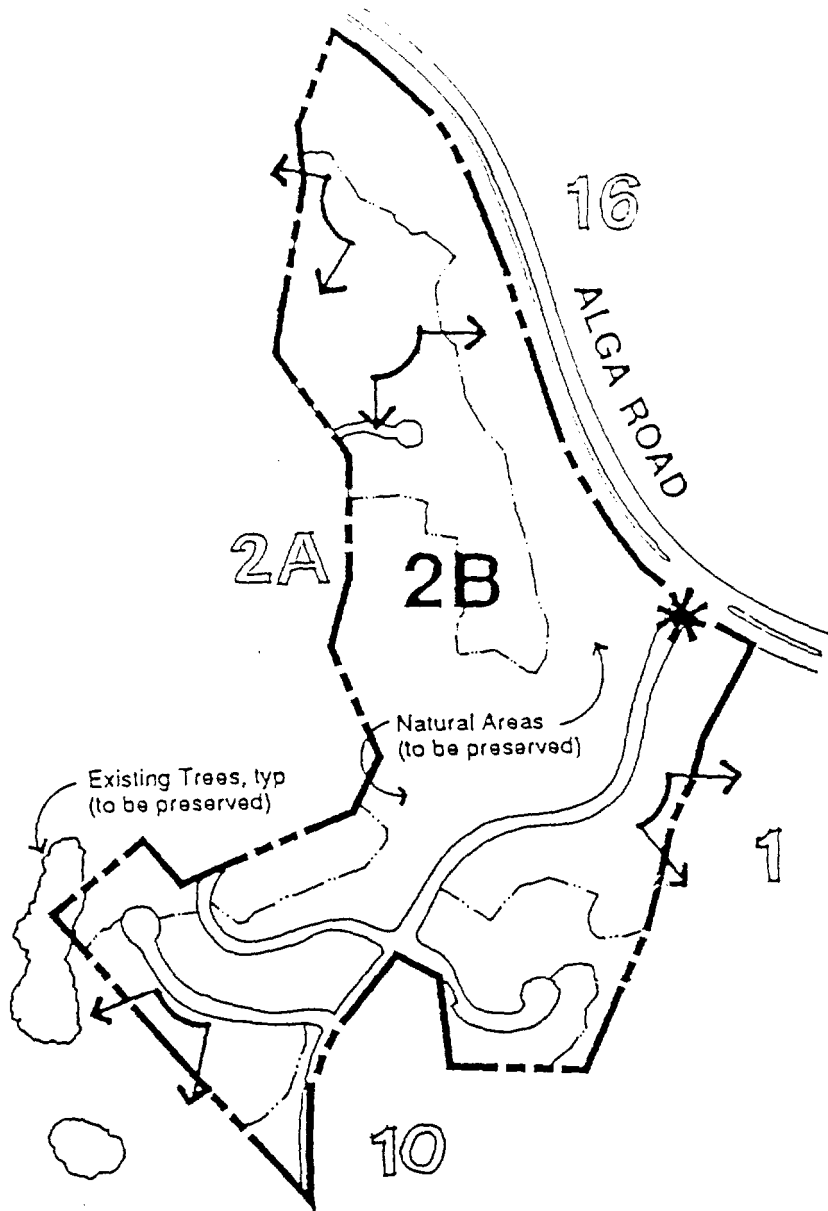 16
ALGA ROAD
2A
2B
Natural Areas
(to be preserved)
Existing Trees, typ
(to be preserved)
1
10